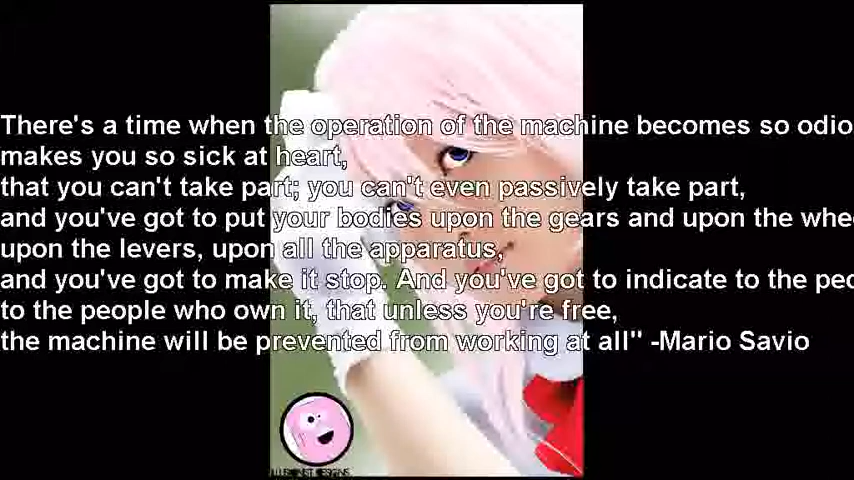 There's a time when the operation of the machine becomes so odio
makes you so sick at heart,
that you can't take part; you can't even passively take part,
and you've got to put your bodies upon the gears and upon the whe
upon the levers, upon all the apparatus,
and you've got to make it stop. And you've got to indicate to the peo
to the people who own it, that unless you're free,
the machine will be prevented from working at all" -Mario Savio